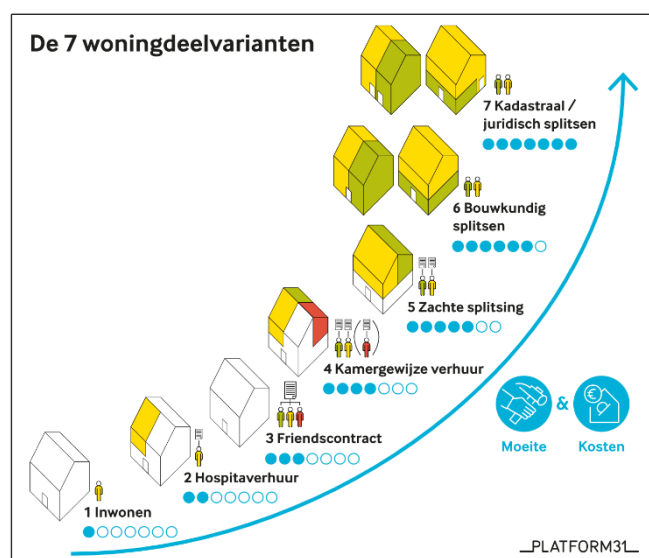 De 7 woningdeelvarianten
7 Kadastraal /
juridisch splitsen
6 Bouwkundig
splitsen
5 Zachte splitsing
4 Kamergewijze verhuur
3 Friendscontract
2 Hospitaverhuur
1 Inwonen
&
€
Moeite
Kosten
PLATFORM31